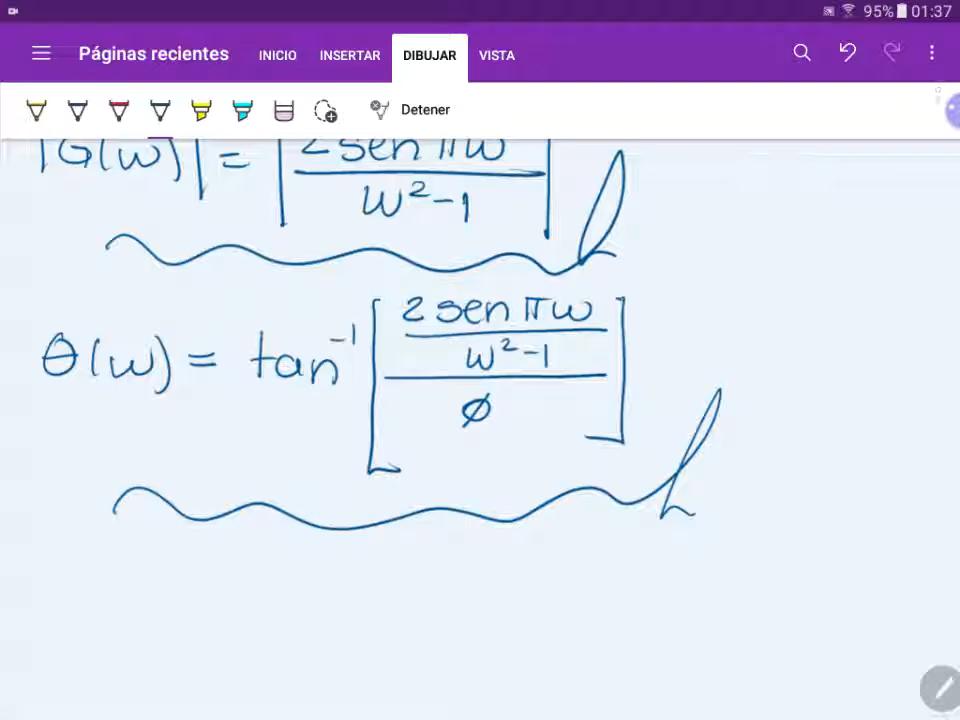 95% 01:37
Páginas recientes INICIO INSERTAR DIBUJAR VISTA
Detener
|G(w)| = | 2 sen πw / w² - 1 |
θ(w) = tan⁻¹ [ 2 sen πw / w² - 1 / ∅ ]